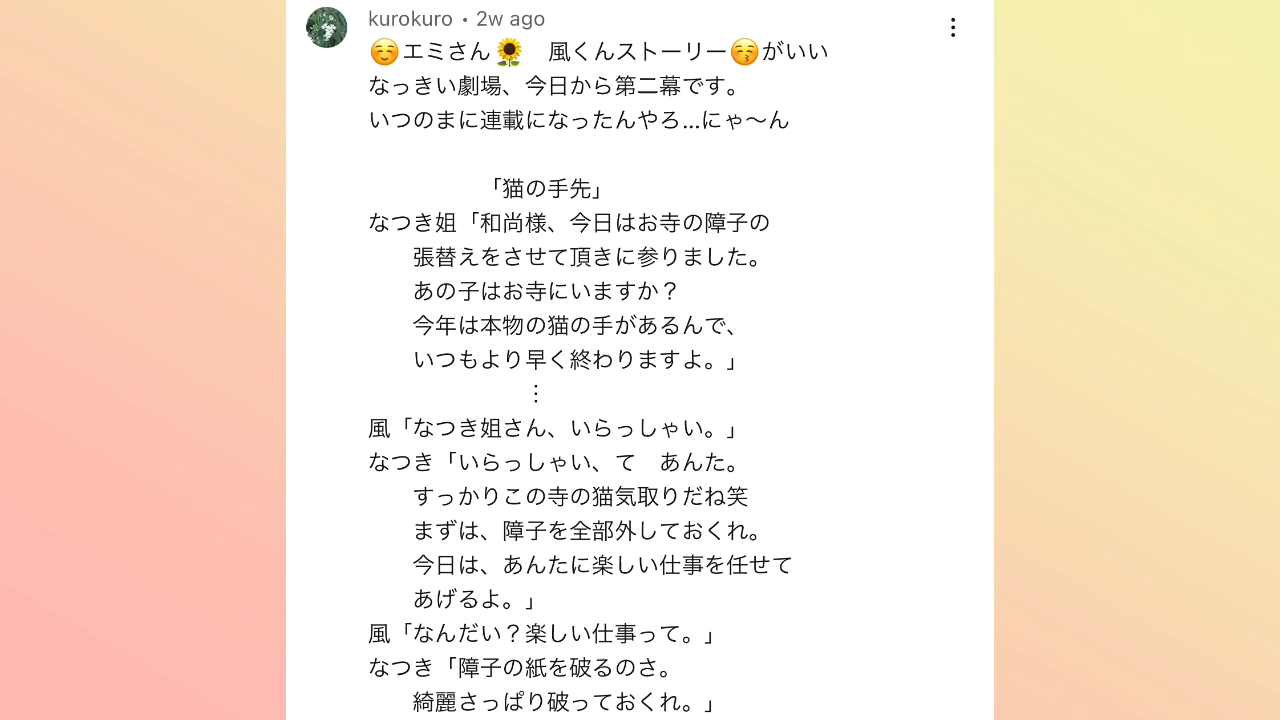 kurokuro • 2w ago
☺️エミさん🌻　風くんストーリー😚がいい
なっきい劇場、今日から第二幕です。
いつのまに連載になったんやろ...にゃ〜ん
「猫の手先」
なつき姐「和尚様、今日はお寺の障子の
張替えをさせて頂きに参りました。
あの子はお寺にいますか？
今年は本物の猫の手があるんで、
いつもより早く終わりますよ。」
︙
風「なつき姐さん、いらっしゃい。」
なつき「いらっしゃい、て　あんた。
すっかりこの寺の猫気取りだね笑
まずは、障子を全部外しておくれ。
今日は、あんたに楽しい仕事を任せて
あげるよ。」
風「なんだい？楽しい仕事って。」
なつき「障子の紙を破るのさ。
綺麗さっぱり破っておくれ。」